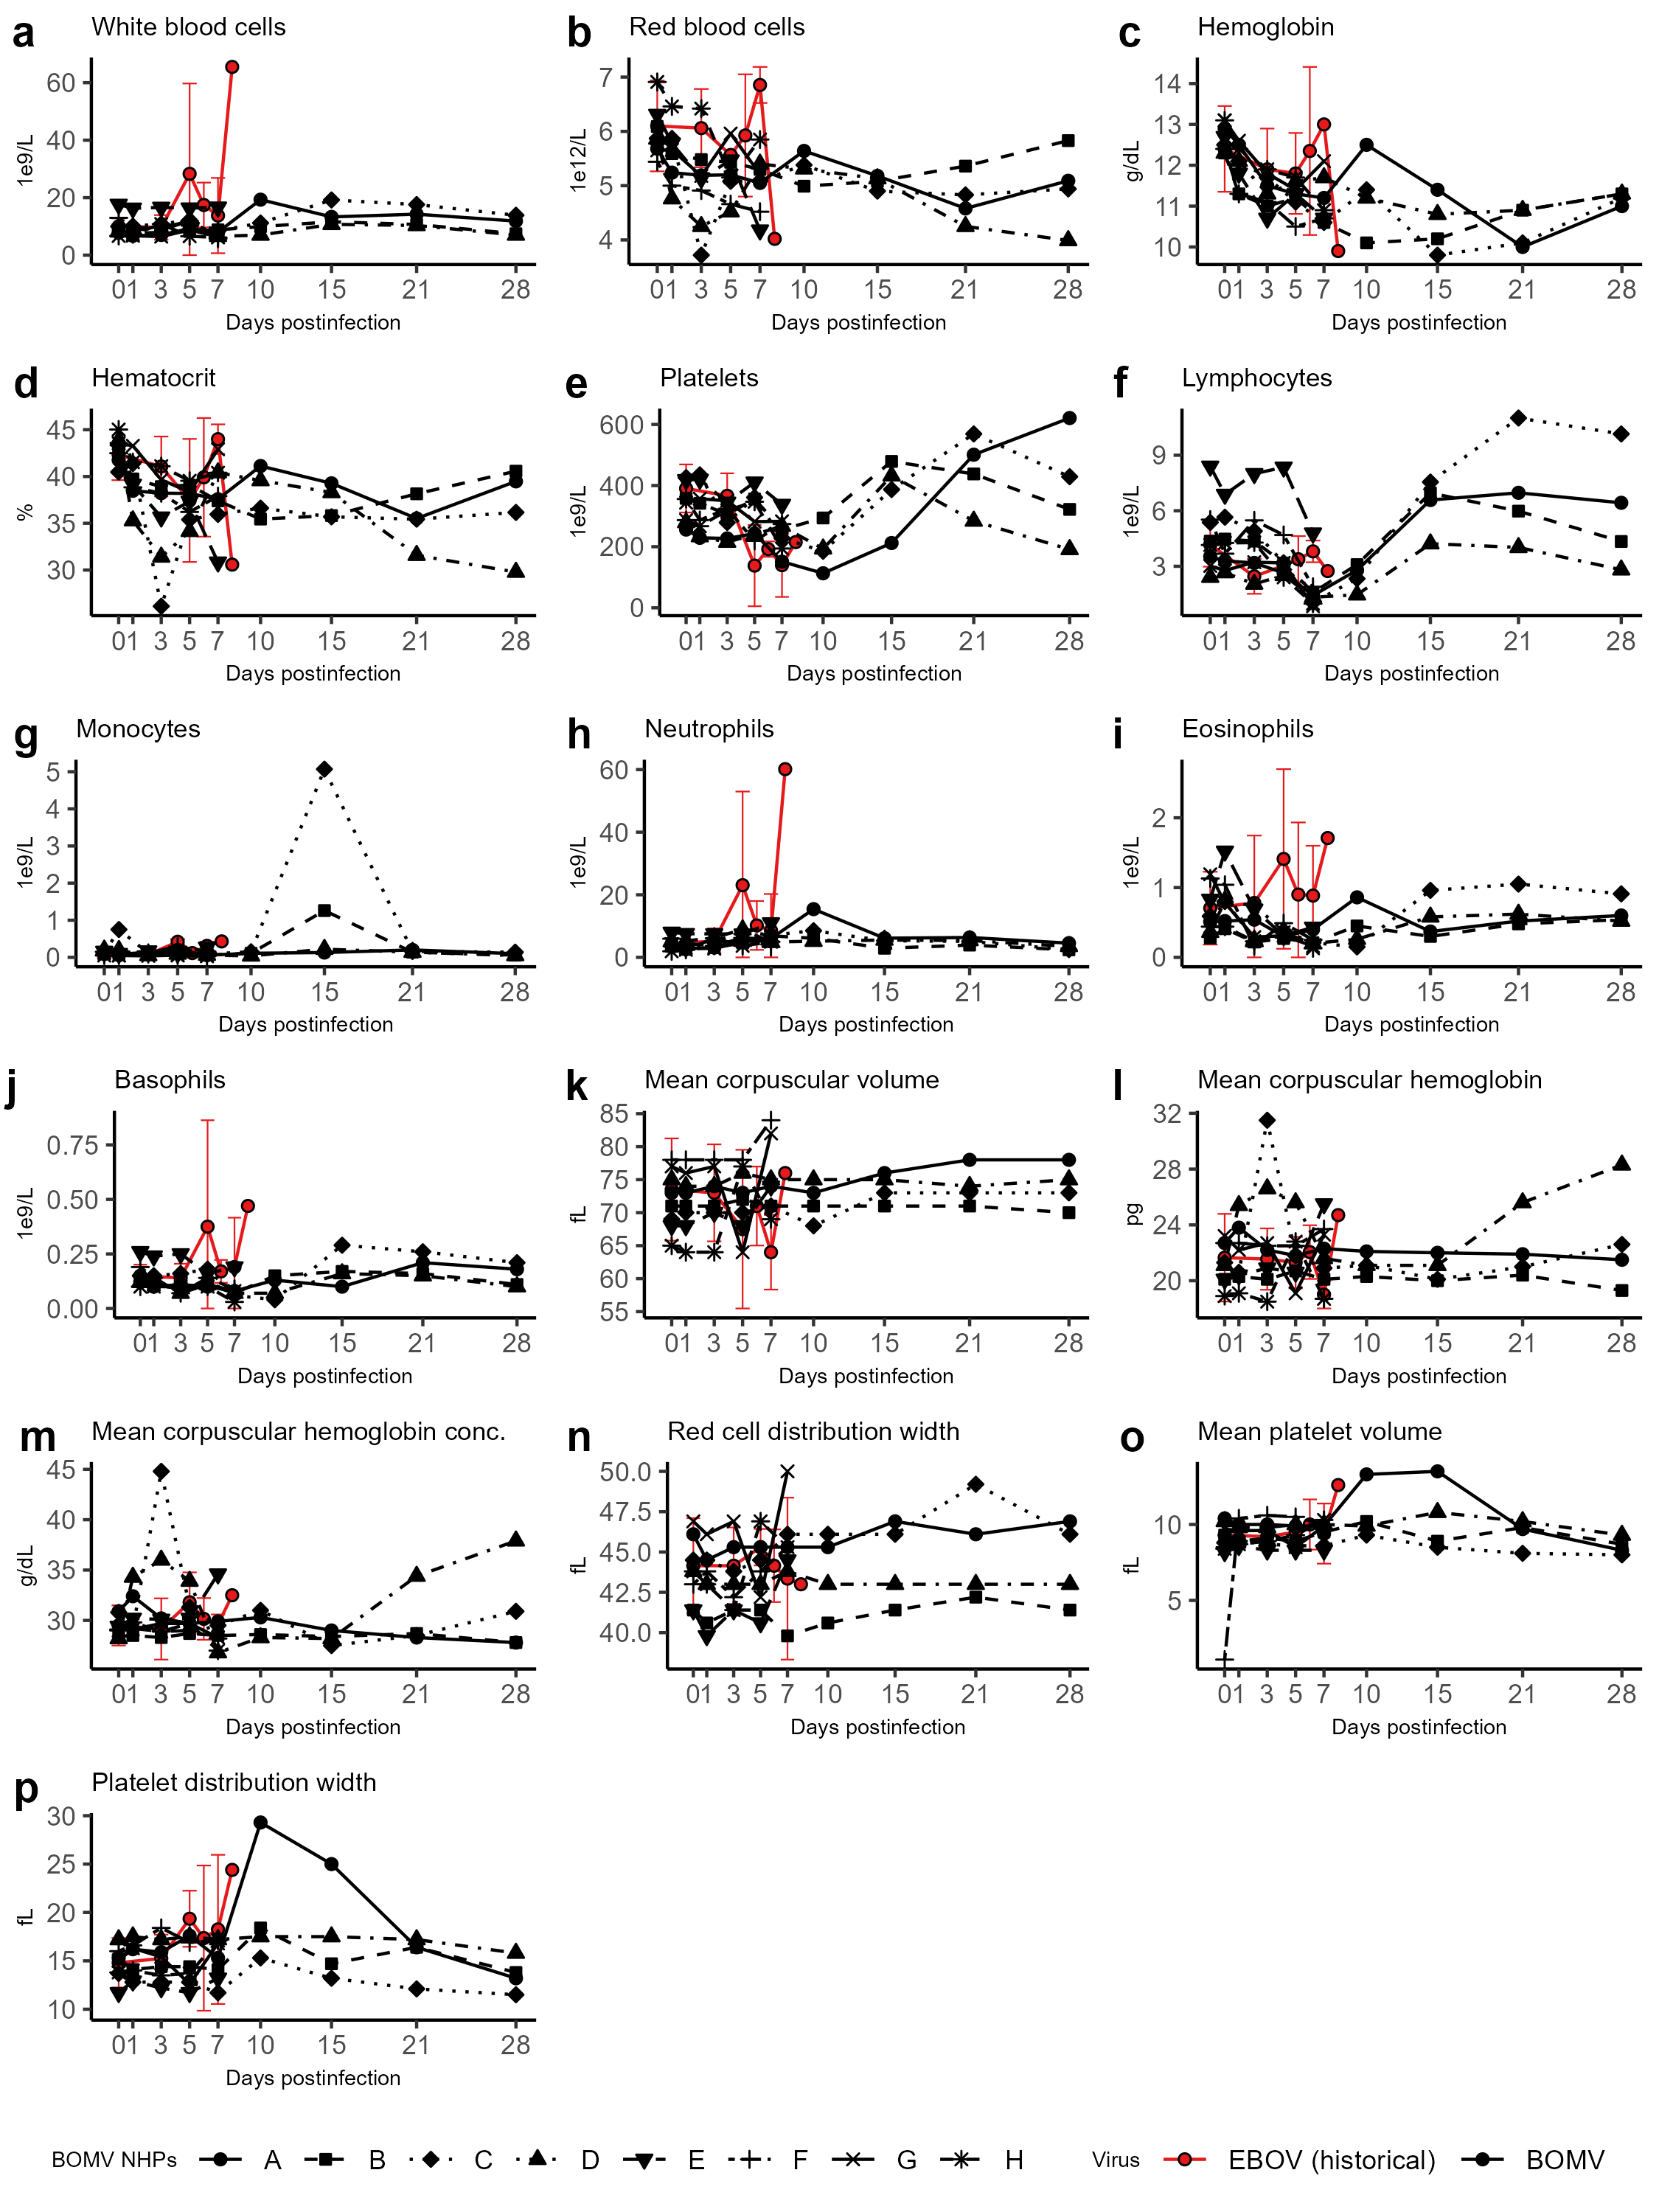 a White blood cells
60
40
20
0
1e9/L
01 3 5 7 10 15 21 28
Days postinfection
b Red blood cells
7
6
5
4
1e12/L
01 3 5 7 10 15 21 28
Days postinfection
c Hemoglobin
14
13
12
11
10
g/dL
01 3 5 7 10 15 21 28
Days postinfection
d Hematocrit
45
40
35
30
%
01 3 5 7 10 15 21 28
Days postinfection
e Platelets
600
400
200
0
1e9/L
01 3 5 7 10 15 21 28
Days postinfection
f Lymphocytes
9
6
3
1e9/L
01 3 5 7 10 15 21 28
Days postinfection
g Monocytes
5
4
3
2
1
0
1e9/L
01 3 5 7 10 15 21 28
Days postinfection
h Neutrophils
60
40
20
0
1e9/L
01 3 5 7 10 15 21 28
Days postinfection
i Eosinophils
2
1
0
1e9/L
01 3 5 7 10 15 21 28
Days postinfection
j Basophils
0.75
0.50
0.25
0.00
1e9/L
01 3 5 7 10 15 21 28
Days postinfection
k Mean corpuscular volume
85
80
75
70
65
60
55
fL
01 3 5 7 10 15 21 28
Days postinfection
l Mean corpuscular hemoglobin
32
28
24
20
pg
01 3 5 7 10 15 21 28
Days postinfection
m Mean corpuscular hemoglobin conc.
45
40
35
30
g/dL
01 3 5 7 10 15 21 28
Days postinfection
n Red cell distribution width
50.0
47.5
45.0
42.5
40.0
fL
01 3 5 7 10 15 21 28
Days postinfection
o Mean platelet volume
10
5
fL
01 3 5 7 10 15 21 28
Days postinfection
p Platelet distribution width
30
25
20
15
10
fL
01 3 5 7 10 15 21 28
Days postinfection
BOMV NHPs A B C D E F G H Virus EBOV (historical) BOMV